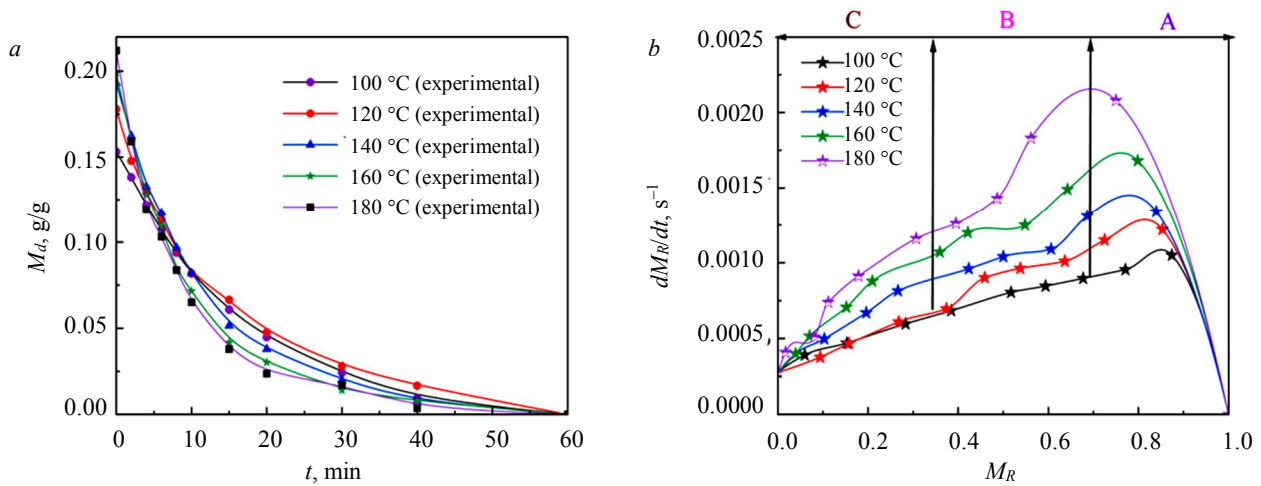 a
0.20
0.15
0.10
0.05
0.00
M_d, g/g
0 10 20 30 40 50 60
t, min
100 °C (experimental)
120 °C (experimental)
140 °C (experimental)
160 °C (experimental)
180 °C (experimental)
b
C B A
0.0025
0.0020
0.0015
0.0010
0.0005
0.0000
dM_R/dt, s⁻¹
0.0 0.2 0.4 0.6 0.8 1.0
M_R
100 °C
120 °C
140 °C
160 °C
180 °C